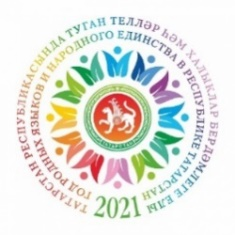 ТАТАРСТАН РЕСПУБЛИКАСЫНДА ТУГАН ТЕЛЛӘР ҺӘМ ХАЛЫКЛАР БЕРДӘМЛЕГЕ ЕЛЫ
ГОД РОДНЫХ ЯЗЫКОВ И НАРОДНОГО ЕДИНСТВА В РЕСПУБЛИКЕ ТАТАРСТАН
2021